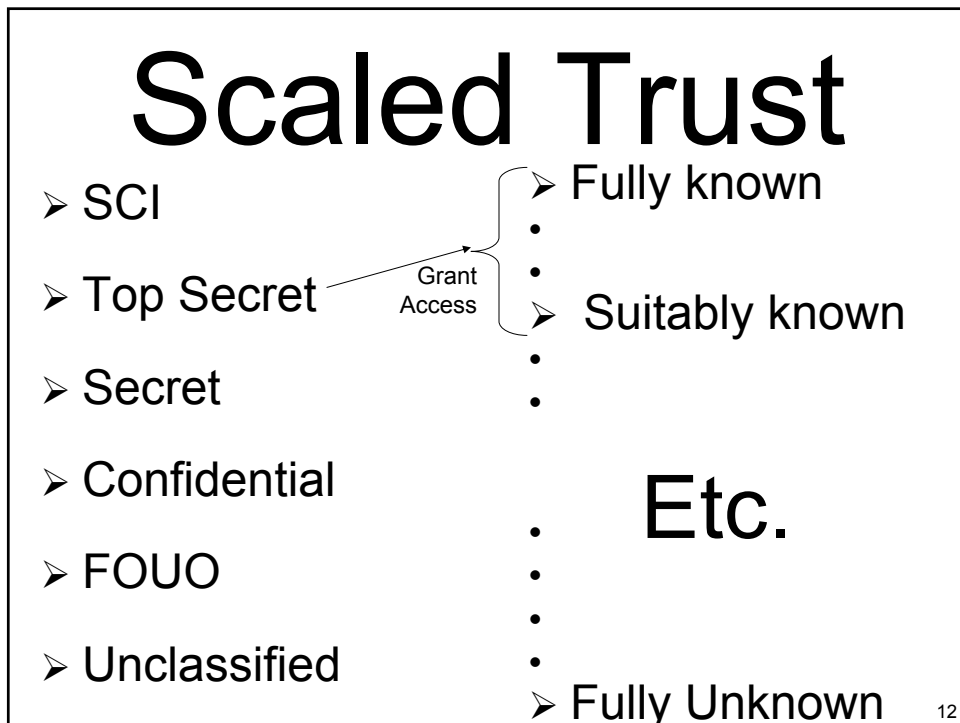 Scaled Trust
➢ SCI
➢ Top Secret
➢ Secret
➢ Confidential
➢ FOUO
➢ Unclassified
Grant
Access
➢ Fully known
•
•
➢ Suitably known
•
•
Etc.
•
•
•
•
➢ Fully Unknown
12